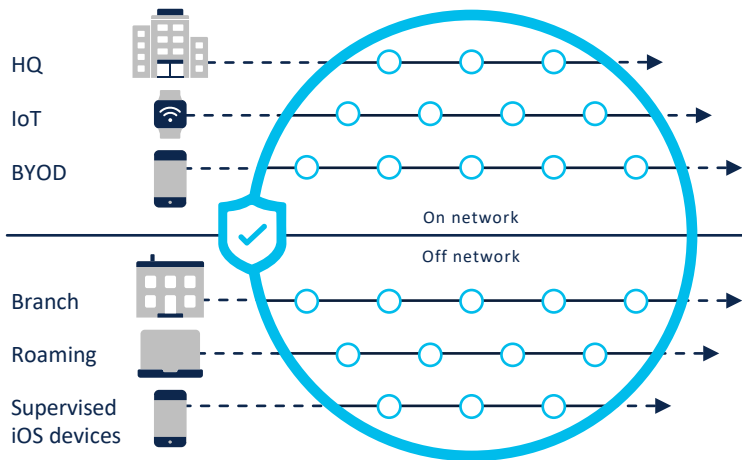 HQ
IoT
BYOD
On network
Off network
Branch
Roaming
Supervised
iOS devices